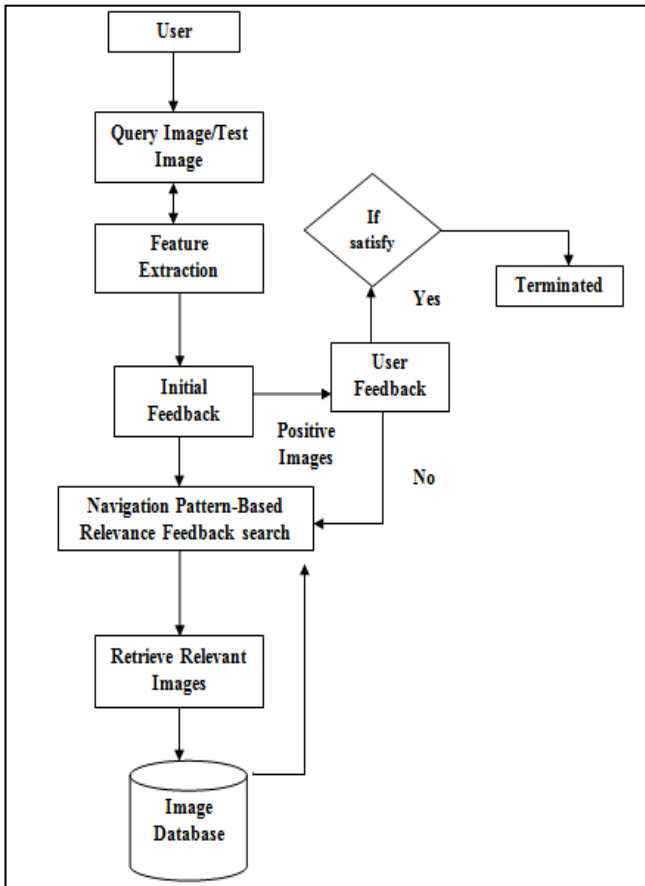 User
Query Image/Test
Image
If
satisfy
Feature
Extraction
Terminated
Yes
User
Feedback
Initial
Feedback
Positive
Images
No
Navigation Pattern-Based
Relevance Feedback search
Retrieve Relevant
Images
Image
Database